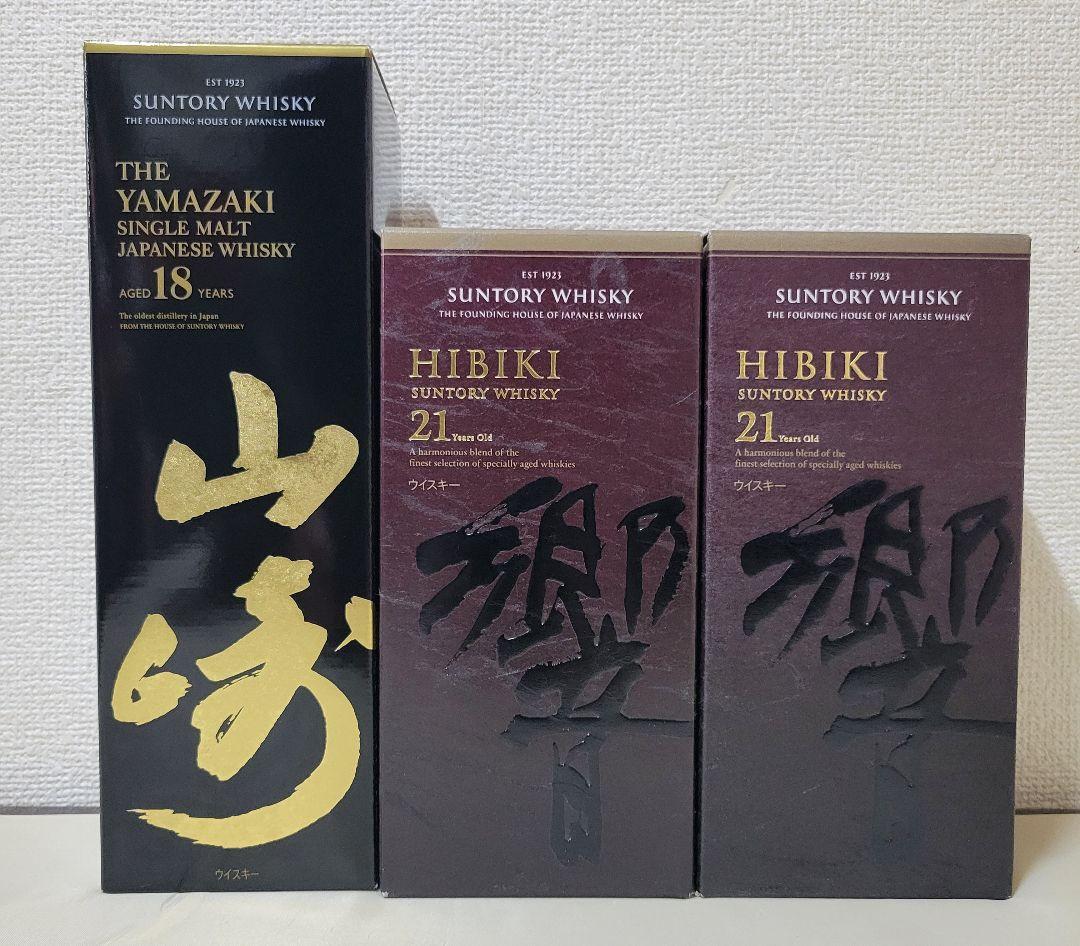 EST 1923
SUNTORY WHISKY
THE FOUNDING HOUSE OF JAPANESE WHISKY
THE
YAMAZAKI
SINGLE MALT
JAPANESE WHISKY
AGED 18 YEARS
The oldest distillery in Japan
FROM THE HOUSE OF SUNTORY WHISKY
山
崎
ウイスキー
EST 1923
SUNTORY WHISKY
THE FOUNDING HOUSE OF JAPANESE WHISKY
HIBIKI
SUNTORY WHISKY
21 Years Old
A harmonious blend of the
finest selection of specially aged whiskies
ウイスキー
響
EST 1923
SUNTORY WHISKY
THE FOUNDING HOUSE OF JAPANESE WHISKY
HIBIKI
SUNTORY WHISKY
21 Years Old
A harmonious blend of the
finest selection of specially aged whiskies
ウイスキー
響